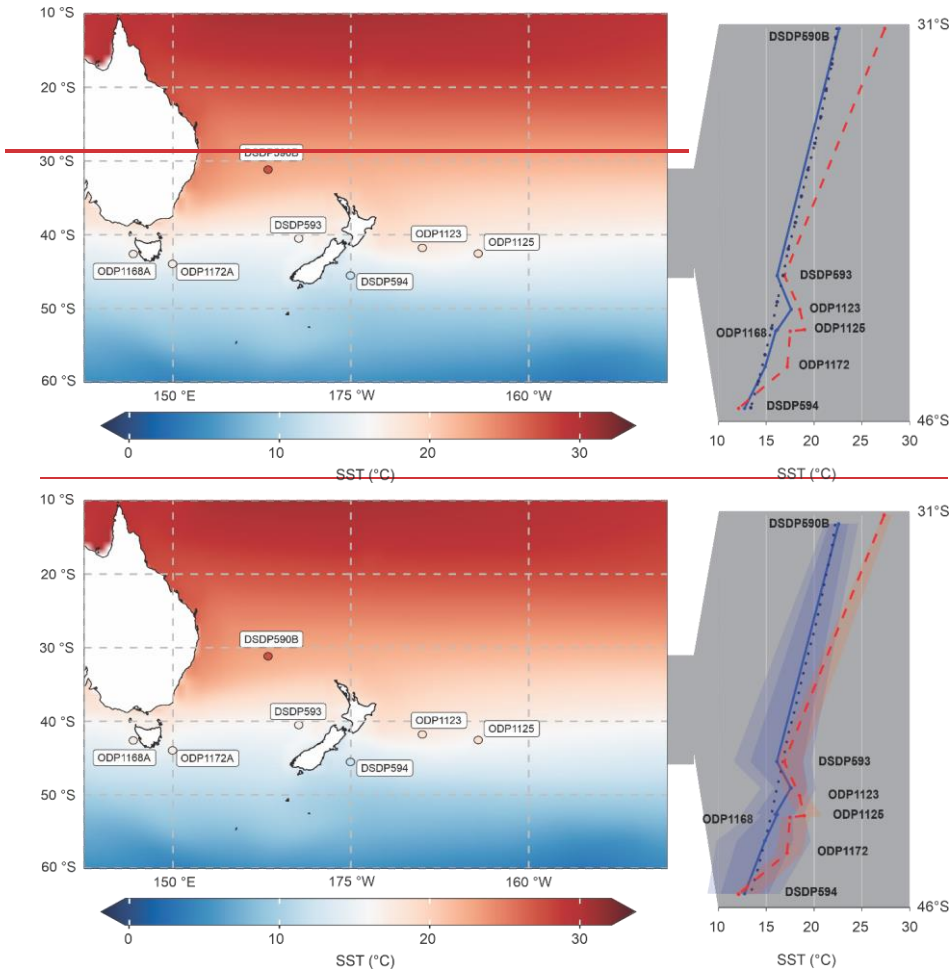 10 °S
20 °S
30 °S
40 °S
50 °S
60 °S
DSDP590B
DSDP593
ODP1123
ODP1125
ODP1168A
ODP1172A
DSDP594
150 °E
175 °W
160 °W
0
10
20
30
SST (°C)
31°S
DSDP590B
DSDP593
ODP1123
ODP1168
ODP1125
ODP1172
DSDP594
46°S
10
15
20
25
30
SST (°C)
10 °S
20 °S
30 °S
40 °S
50 °S
60 °S
DSDP590B
DSDP593
ODP1123
ODP1125
ODP1168A
ODP1172A
DSDP594
150 °E
175 °W
160 °W
0
10
20
30
SST (°C)
31°S
DSDP590B
DSDP593
ODP1123
ODP1168
ODP1125
ODP1172
DSDP594
46°S
10
15
20
25
30
SST (°C)